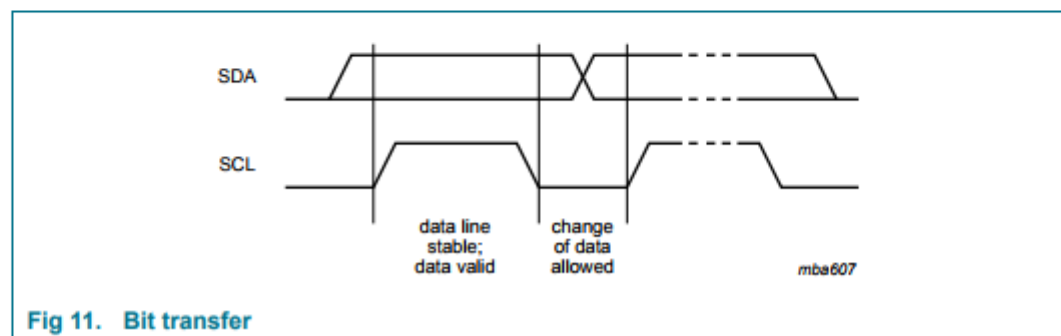 SDA
SCL
data line
stable;
data valid
change
of data
allowed
mba607
Fig 11. Bit transfer